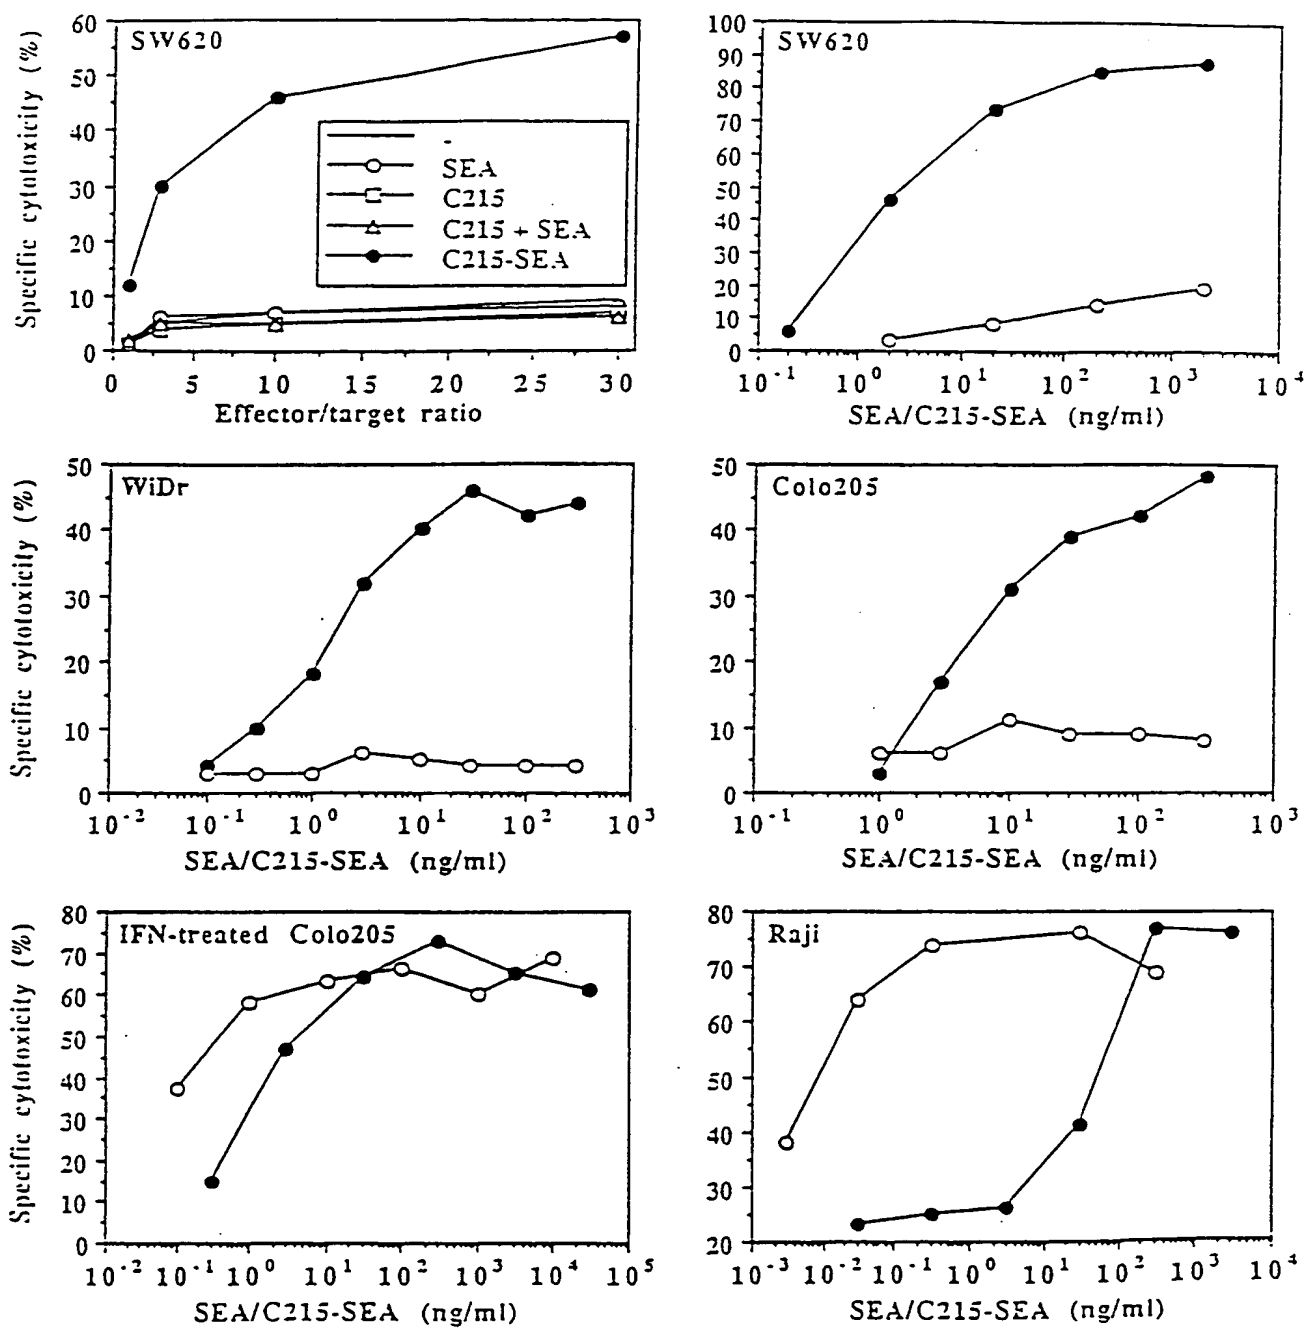 SW620
Specific cytotoxicity (%)
60
50
40
30
20
10
0
-
SEA
C215
C215 + SEA
C215-SEA
0 5 10 15 20 25 30
Effector/target ratio
SW620
100
90
80
70
60
50
40
30
20
10
0
10-1 100 101 102 103 104
SEA/C215-SEA (ng/ml)
WiDr
Specific cytotoxicity (%)
50
40
30
20
10
0
10-2 10-1 100 101 102 103
SEA/C215-SEA (ng/ml)
Colo205
50
40
30
20
10
0
10-1 100 101 102 103
SEA/C215-SEA (ng/ml)
IFN-treated Colo205
Specific cytotoxicity (%)
80
70
60
50
40
30
20
10
0
10-2 10-1 100 101 102 103 104 105
SEA/C215-SEA (ng/ml)
Raji
80
70
60
50
40
30
20
10-3 10-2 10-1 100 101 102 103 104
SEA/C215-SEA (ng/ml)